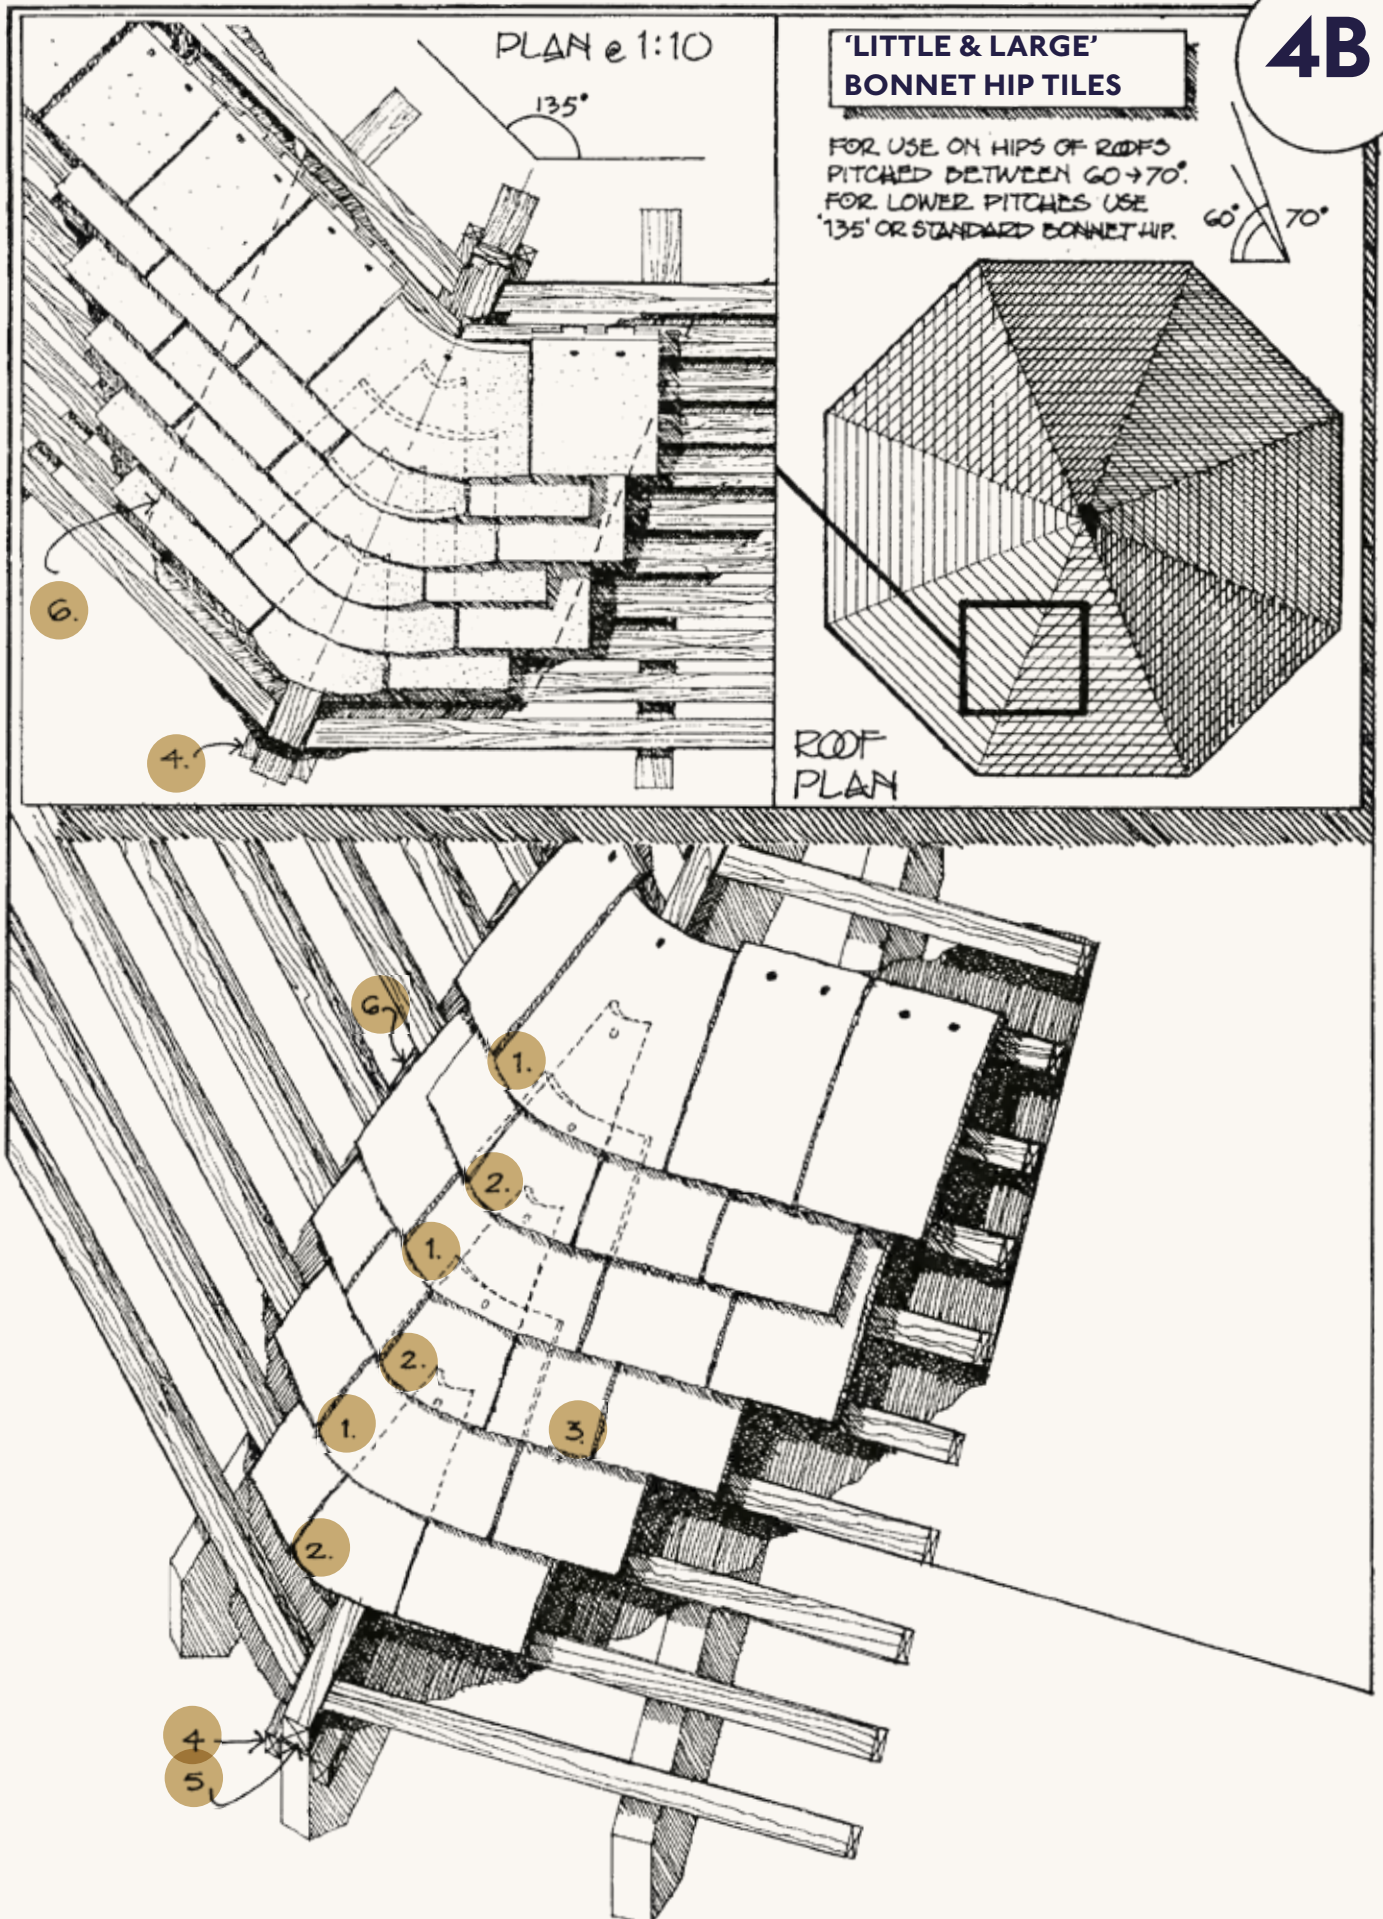 PLAN @ 1:10
135°
6.
4.
‘LITTLE & LARGE’
BONNET HIP TILES
4B
FOR USE ON HIPS OF ROOFS
PITCHED BETWEEN 60→70°.
FOR LOWER PITCHES USE
'135' OR STANDARD BONNET HIP.
60°
70°
ROOF
PLAN
6.
1.
2.
1.
2.
1.
3.
2.
4
5